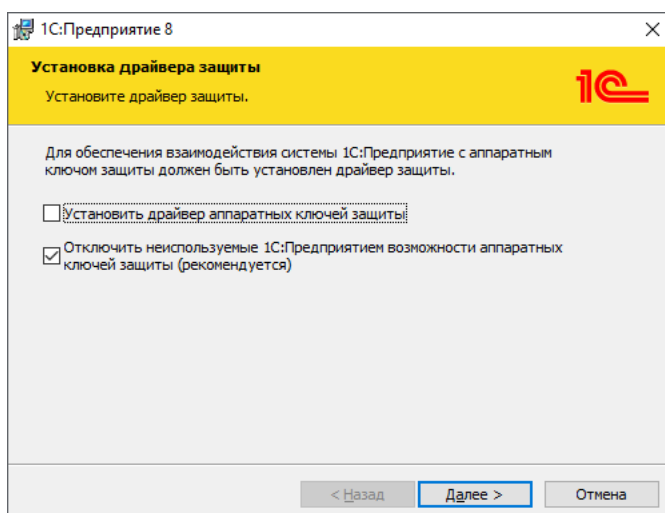 1С:Предприятие 8
Установка драйвера защиты
Установите драйвер защиты.
1С
Для обеспечения взаимодействия системы 1С:Предприятие с аппаратным
ключом защиты должен быть установлен драйвер защиты.
Установить драйвер аппаратных ключей защиты
Отключить неиспользуемые 1С:Предприятием возможности аппаратных
ключей защиты (рекомендуется)
< Назад
Далее >
Отмена